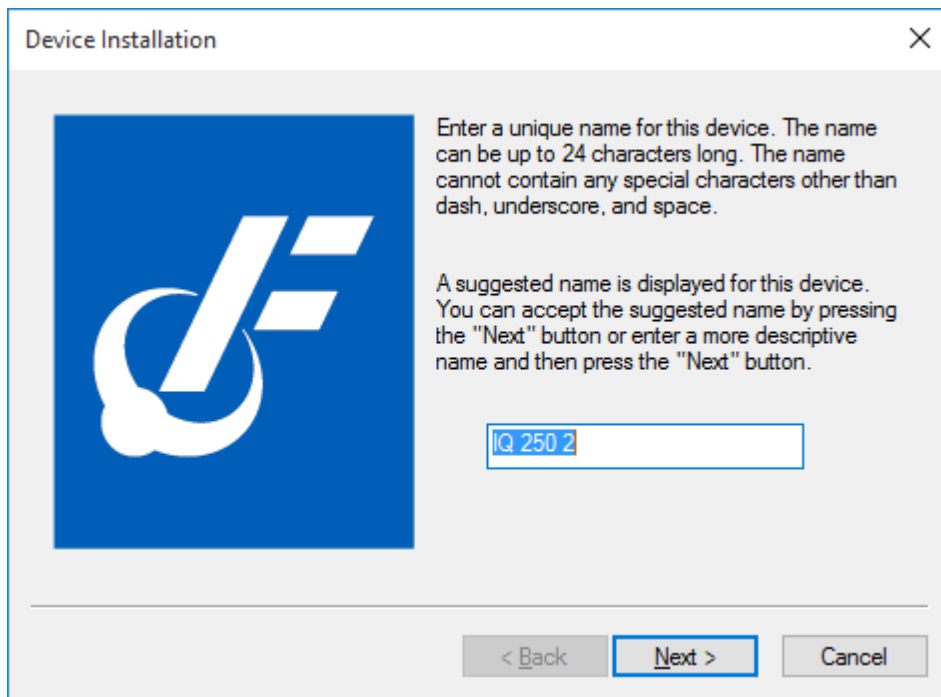 Device Installation
Enter a unique name for this device. The name
can be up to 24 characters long. The name
cannot contain any special characters other than
dash, underscore, and space.
A suggested name is displayed for this device.
You can accept the suggested name by pressing
the "Next" button or enter a more descriptive
name and then press the "Next" button.
IQ 250 2
< Back
Next >
Cancel